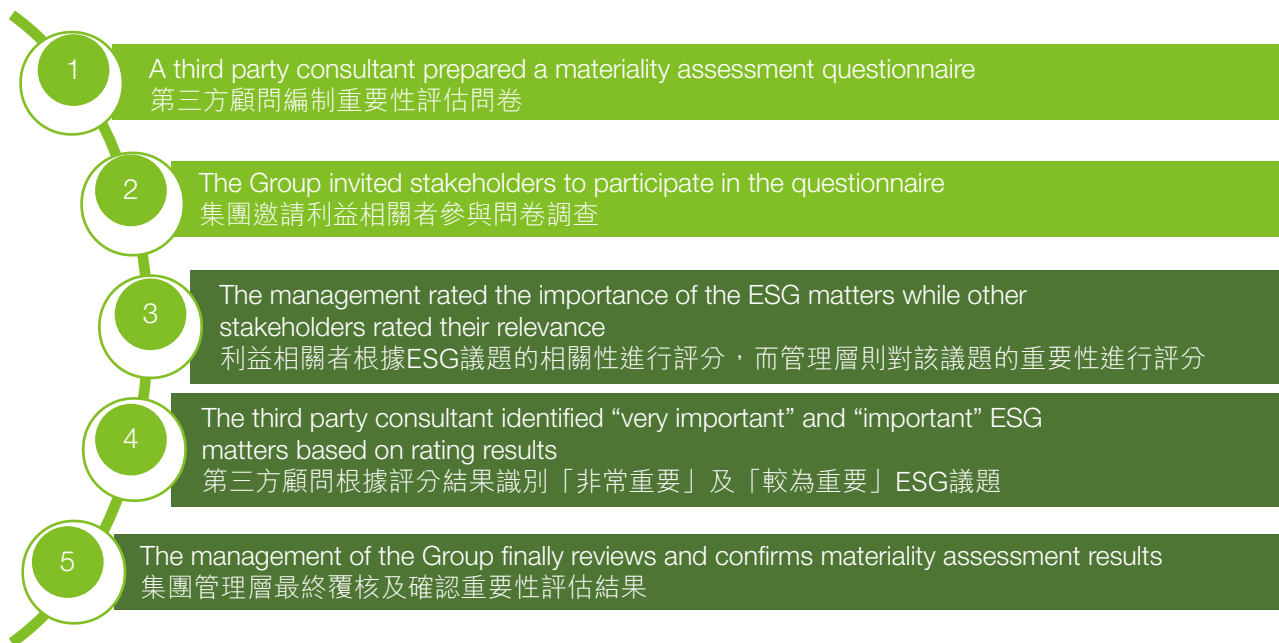 1
A third party consultant prepared a materiality assessment questionnaire
第三方顧問編制重要性評估問卷
2
The Group invited stakeholders to participate in the questionnaire
集團邀請利益相關者參與問卷調查
3
The management rated the importance of the ESG matters while other
stakeholders rated their relevance
利益相關者根據ESG議題的相關性進行評分，而管理層則對該議題的重要性進行評分
4
The third party consultant identified “very important” and “important” ESG
matters based on rating results
第三方顧問根據評分結果識別「非常重要」及「較為重要」ESG議題
5
The management of the Group finally reviews and confirms materiality assessment results
集團管理層最終覆核及確認重要性評估結果